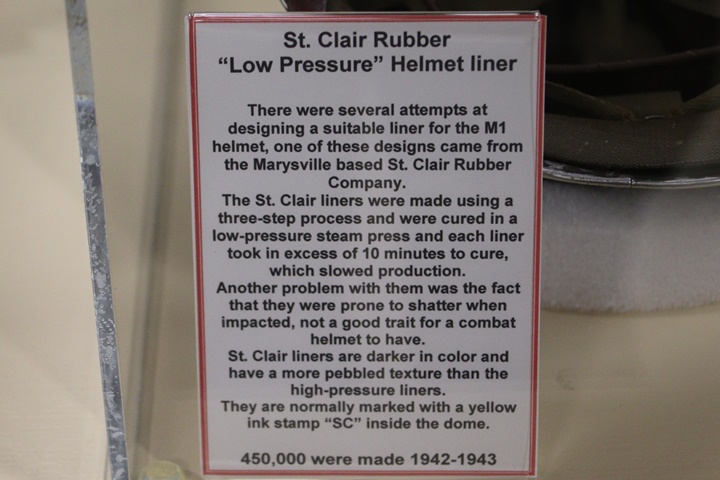 St. Clair Rubber
“Low Pressure” Helmet liner
There were several attempts at
designing a suitable liner for the M1
helmet, one of these designs came from
the Marysville based St. Clair Rubber
Company.
The St. Clair liners were made using a
three-step process and were cured in a
low-pressure steam press and each liner
took in excess of 10 minutes to cure,
which slowed production.
Another problem with them was the fact
that they were prone to shatter when
impacted, not a good trait for a combat
helmet to have.
St. Clair liners are darker in color and
have a more pebbled texture than the
high-pressure liners.
They are normally marked with a yellow
ink stamp “SC” inside the dome.
450,000 were made 1942-1943